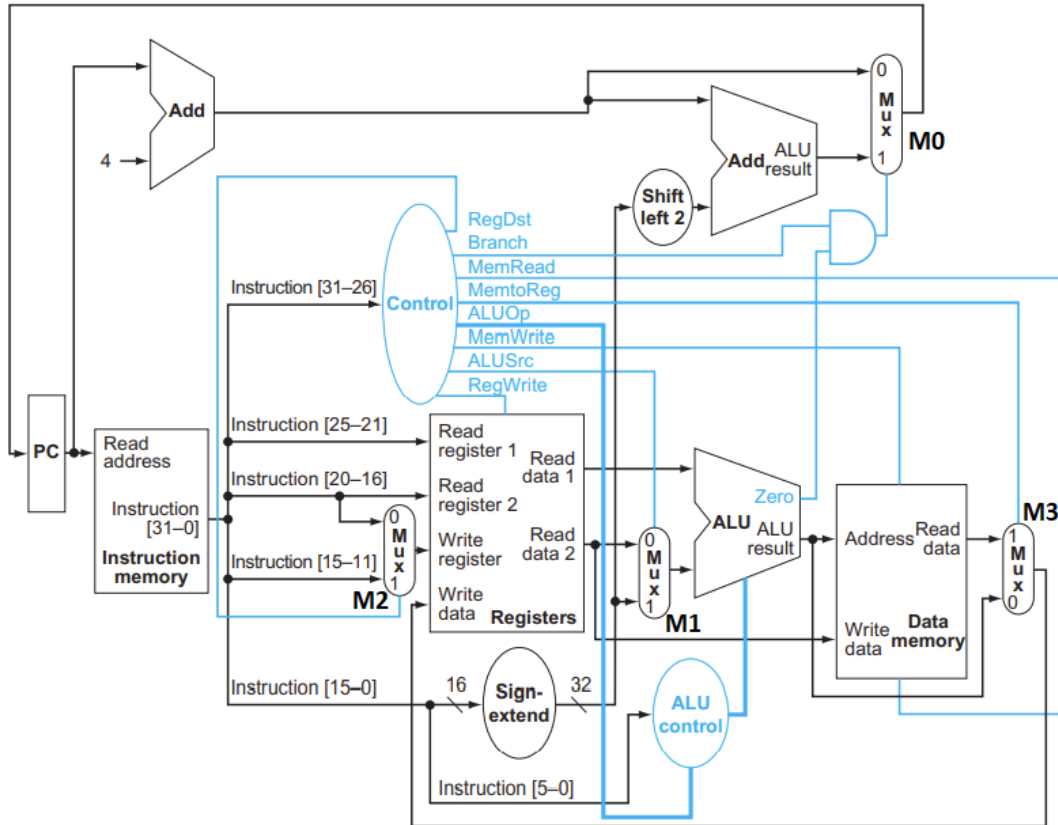 Add
4
0
Mux
1
M0
Add
ALU
result
Shift
left 2
RegDst
Branch
MemRead
MemtoReg
ALUOp
MemWrite
ALUSrc
RegWrite
Control
Instruction [31–26]
PC
Read
address
Instruction
[31–0]
Instruction
memory
Instruction [25–21]
Instruction [20–16]
Instruction [15–11]
0
Mux
1
M2
Read
register 1
Read
register 2
Write
register
Write
data
Read
data 1
Read
data 2
Registers
0
Mux
1
M1
Zero
ALU
ALU
result
Address
Read
data
Write
data
Data
memory
M3
1
Mux
0
Instruction [15–0]
16
Sign-
extend
32
ALU
control
Instruction [5–0]